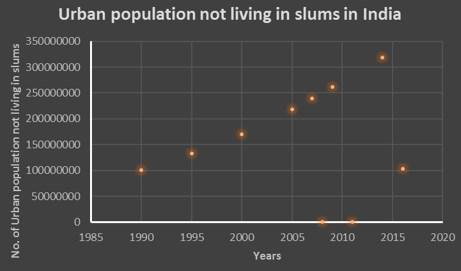 Urban population not living in slums in India
No. of Urban population not living in slums
350000000
300000000
250000000
200000000
150000000
100000000
50000000
0
1985 1990 1995 2000 2005 2010 2015 2020
Years